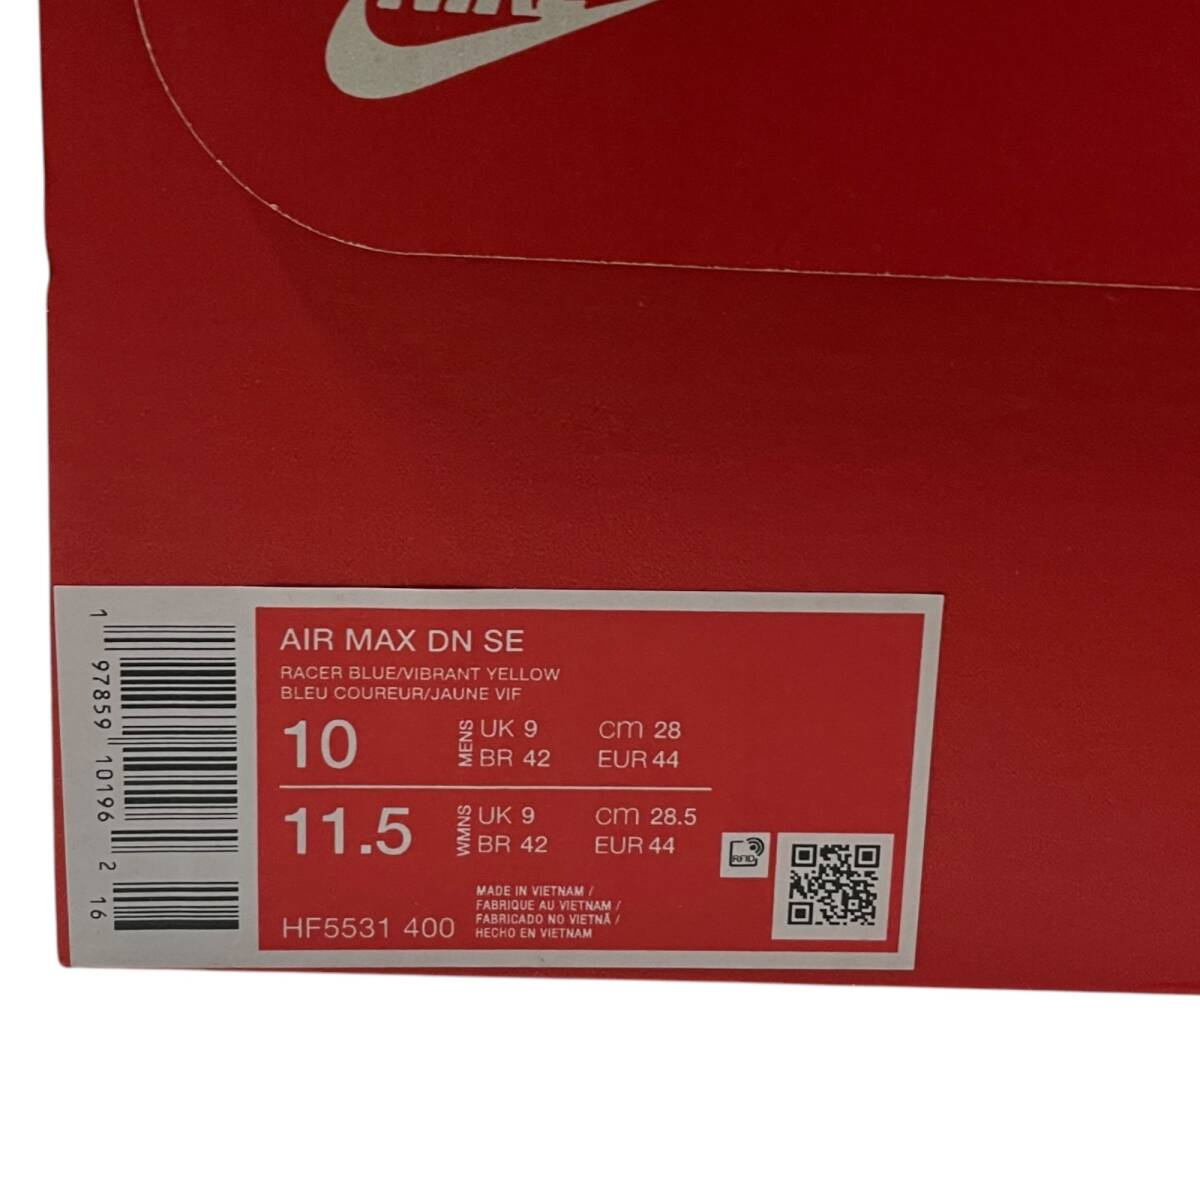 NIKE
AIR MAX DN SE
RACER BLUE/VIBRANT YELLOW
BLEU COUREUR/JAUNE VIF
10 MENS UK 9 cm 28
BR 42 EUR 44
11.5 WMNS UK 9 cm 28.5
BR 42 EUR 44
HF5531 400
MADE IN VIETNAM /
FABRIQUE AU VIETNAM /
FABRICADO NO VIETNÃ /
HECHO EN VIETNAM
RFID
1 97859 10196 2 16